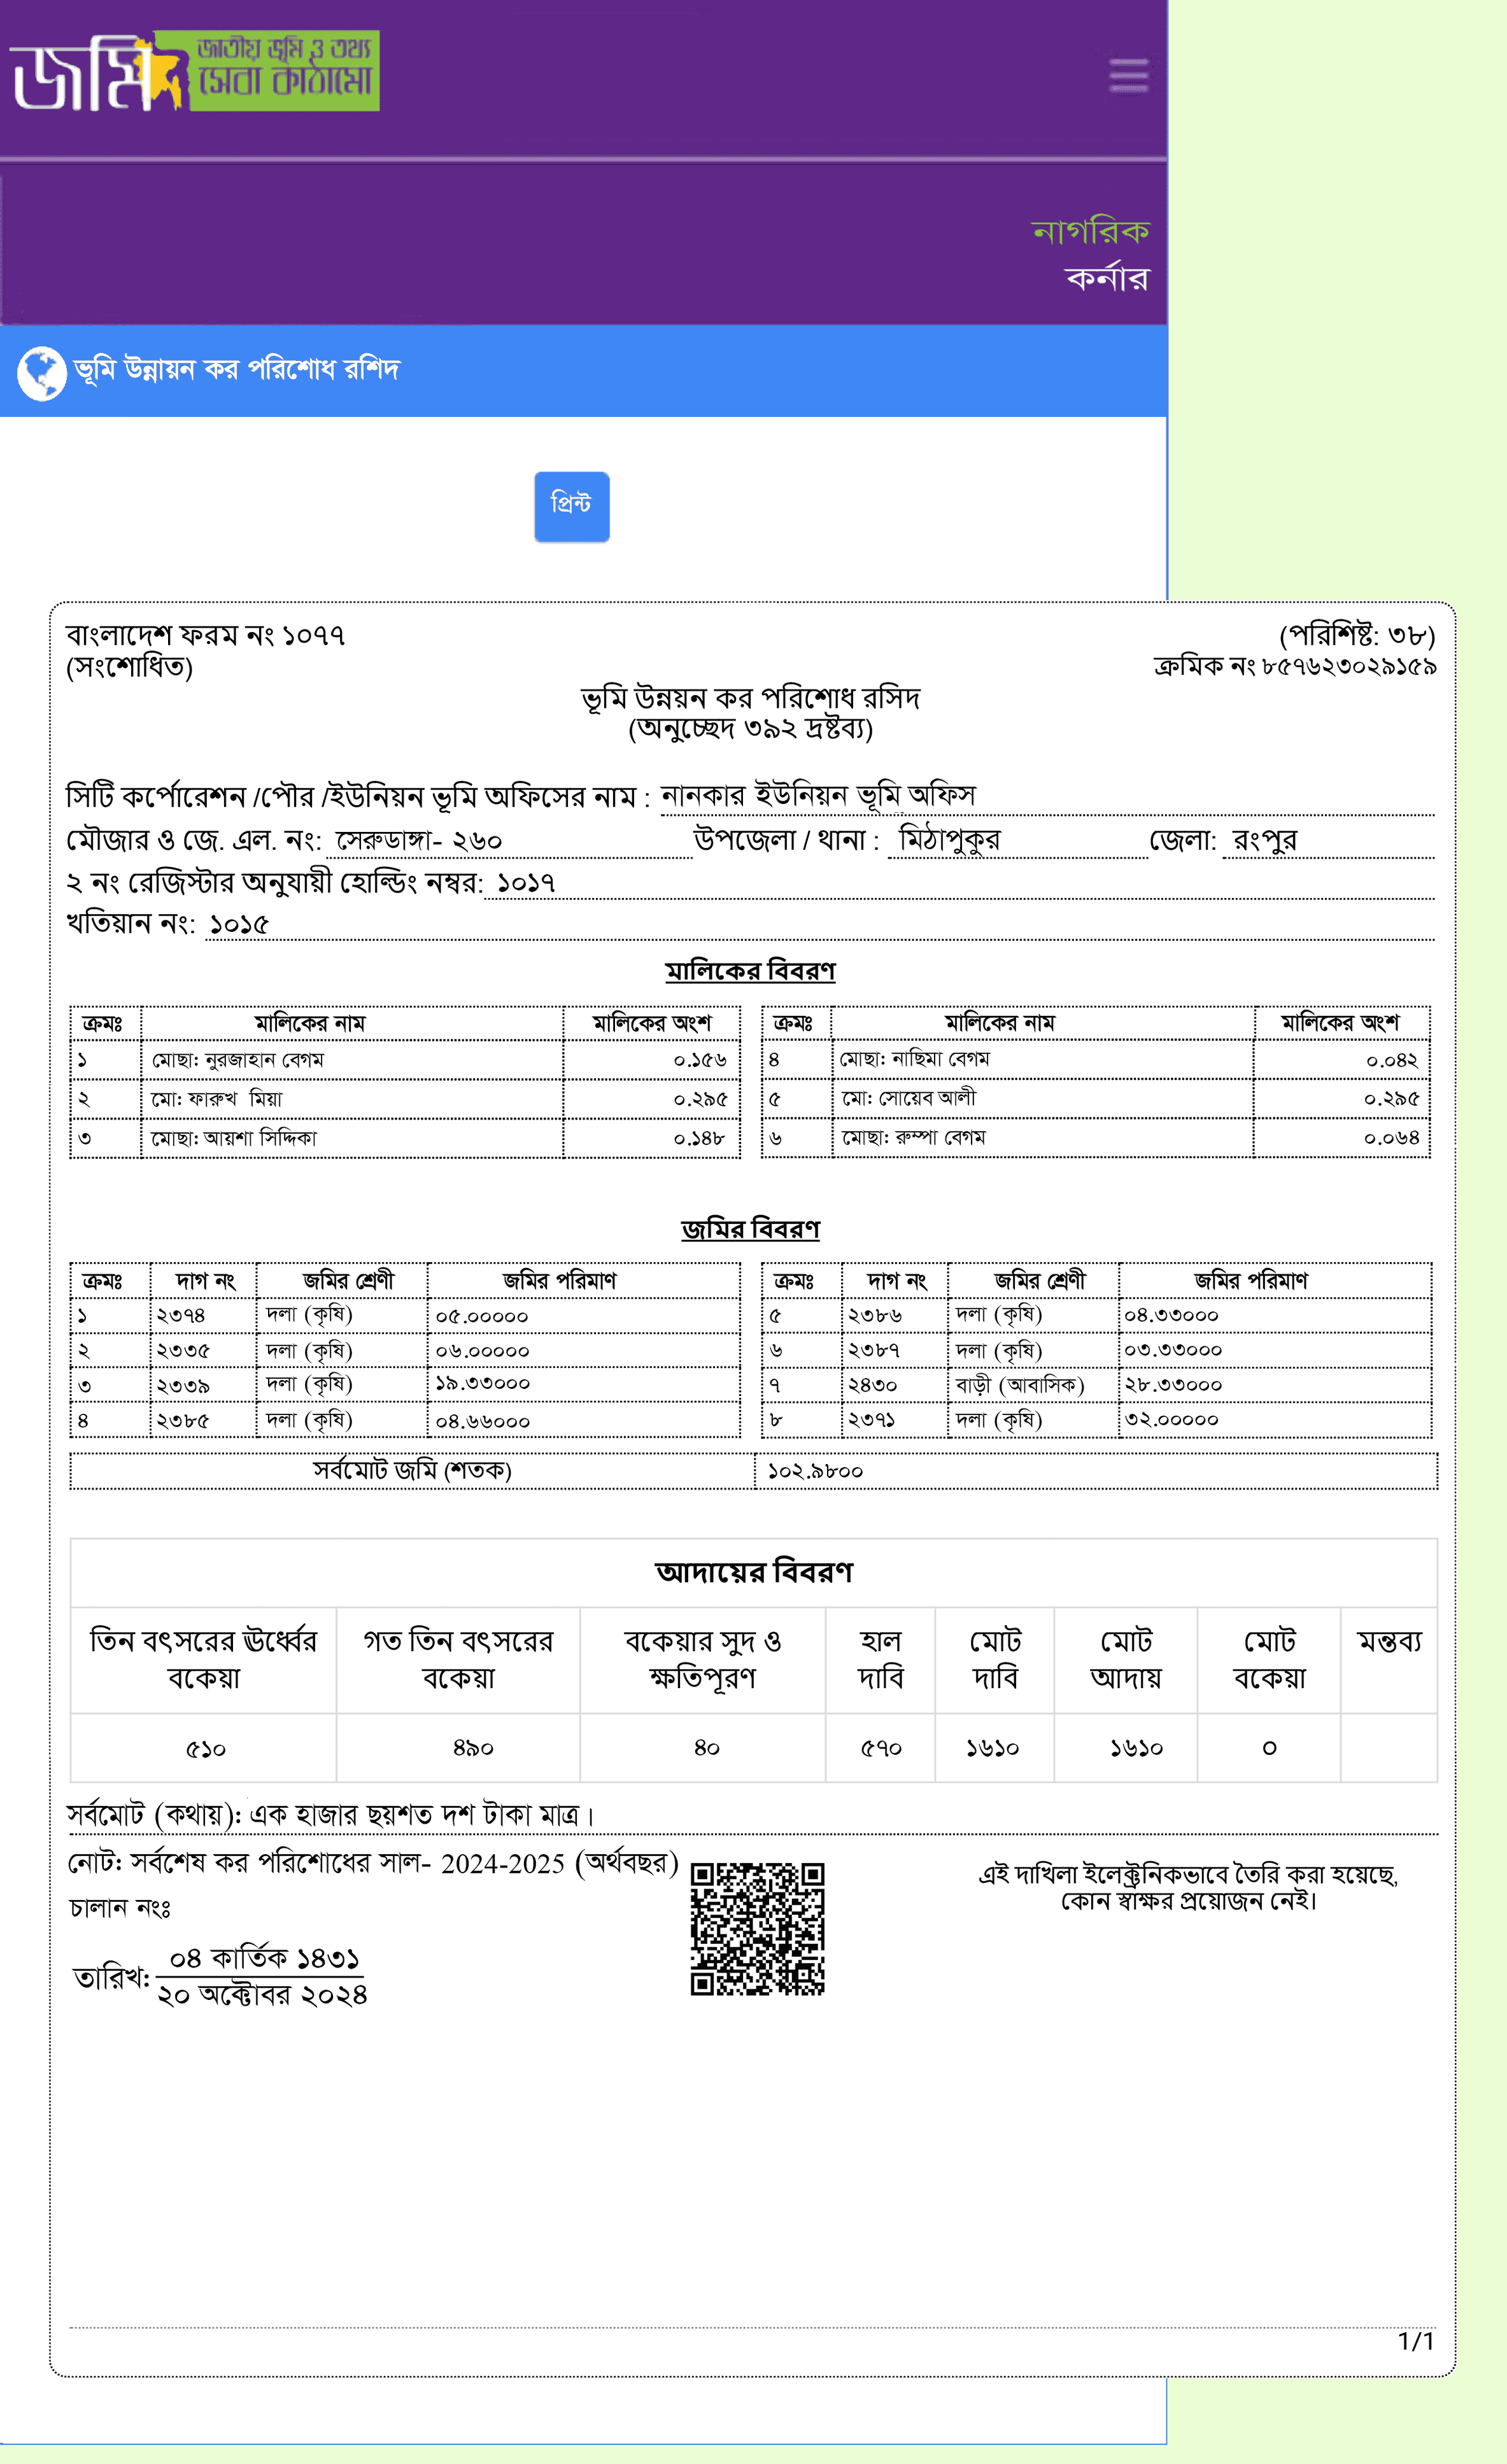 জমি জাতীয় ভূমি ও তথ্য
সেবা কাঠামো
নাগরিক
কর্নার
ভূমি উন্নায়ন কর পরিশোধ রশিদ
প্রিন্ট
বাংলাদেশ ফরম নং ১০৭৭ (পরিশিষ্ট: ৩৮)
(সংশোধিত) ক্রমিক নং ৮৫৭৬২৩০২৯১৫৯
ভূমি উন্নয়ন কর পরিশোধ রসিদ
(অনুচ্ছেদ ৩৯২ দ্রষ্টব্য)
সিটি কর্পোরেশন /পৌর /ইউনিয়ন ভূমি অফিসের নাম : নানকার ইউনিয়ন ভূমি অফিস
মৌজার ও জে. এল. নং: সেরুডাঙ্গা- ২৬০ উপজেলা / থানা : মিঠাপুকুর জেলা: রংপুর
২ নং রেজিস্টার অনুযায়ী হোল্ডিং নম্বর: ১০১৭
খতিয়ান নং: ১০১৫
মালিকের বিবরণ
ক্রমঃ মালিকের নাম মালিকের অংশ ক্রমঃ মালিকের নাম মালিকের অংশ
১ মোছা: নুরজাহান বেগম ০.১৫৬ ৪ মোছা: নাছিমা বেগম ০.০৪২
২ মো: ফারুখ মিয়া ০.২৯৫ ৫ মো: সোয়েব আলী ০.২৯৫
৩ মোছা: আয়শা সিদ্দিকা ০.১৪৮ ৬ মোছা: রুম্পা বেগম ০.০৬৪
জমির বিবরণ
ক্রমঃ দাগ নং জমির শ্রেণী জমির পরিমাণ ক্রমঃ দাগ নং জমির শ্রেণী জমির পরিমাণ
১ ২৩৭৪ দলা (কৃষি) ০৫.০০০০০ ৫ ২৩৮৬ দলা (কৃষি) ০৪.৩৩০০০
২ ২৩৩৫ দলা (কৃষি) ০৬.০০০০০ ৬ ২৩৮৭ দলা (কৃষি) ০৩.৩৩০০০
৩ ২৩৩৯ দলা (কৃষি) ১৯.৩৩০০০ ৭ ২৪৩০ বাড়ী (আবাসিক) ২৮.৩৩০০০
৪ ২৩৮৫ দলা (কৃষি) ০৪.৬৬০০০ ৮ ২৩৭১ দলা (কৃষি) ৩২.০০০০০
সর্বমোট জমি (শতক) ১০২.৯৮০০
আদায়ের বিবরণ
তিন বৎসরের ঊর্ধ্বের গত তিন বৎসরের বকেয়ার সুদ ও হাল মোট মোট মোট মন্তব্য
বকেয়া বকেয়া ক্ষতিপূরণ দাবি দাবি আদায় বকেয়া
৫১০ ৪৯০ ৪০ ৫৭০ ১৬১০ ১৬১০ ০
সর্বমোট (কথায়): এক হাজার ছয়শত দশ টাকা মাত্র।
নোট: সর্বশেষ কর পরিশোধের সাল- 2024-2025 (অর্থবছর)
চালান নংঃ
তারিখ: ০৪ কার্তিক ১৪৩১
২০ অক্টোবর ২০২৪
এই দাখিলা ইলেক্ট্রনিকভাবে তৈরি করা হয়েছে,
কোন স্বাক্ষর প্রয়োজন নেই।
1/1